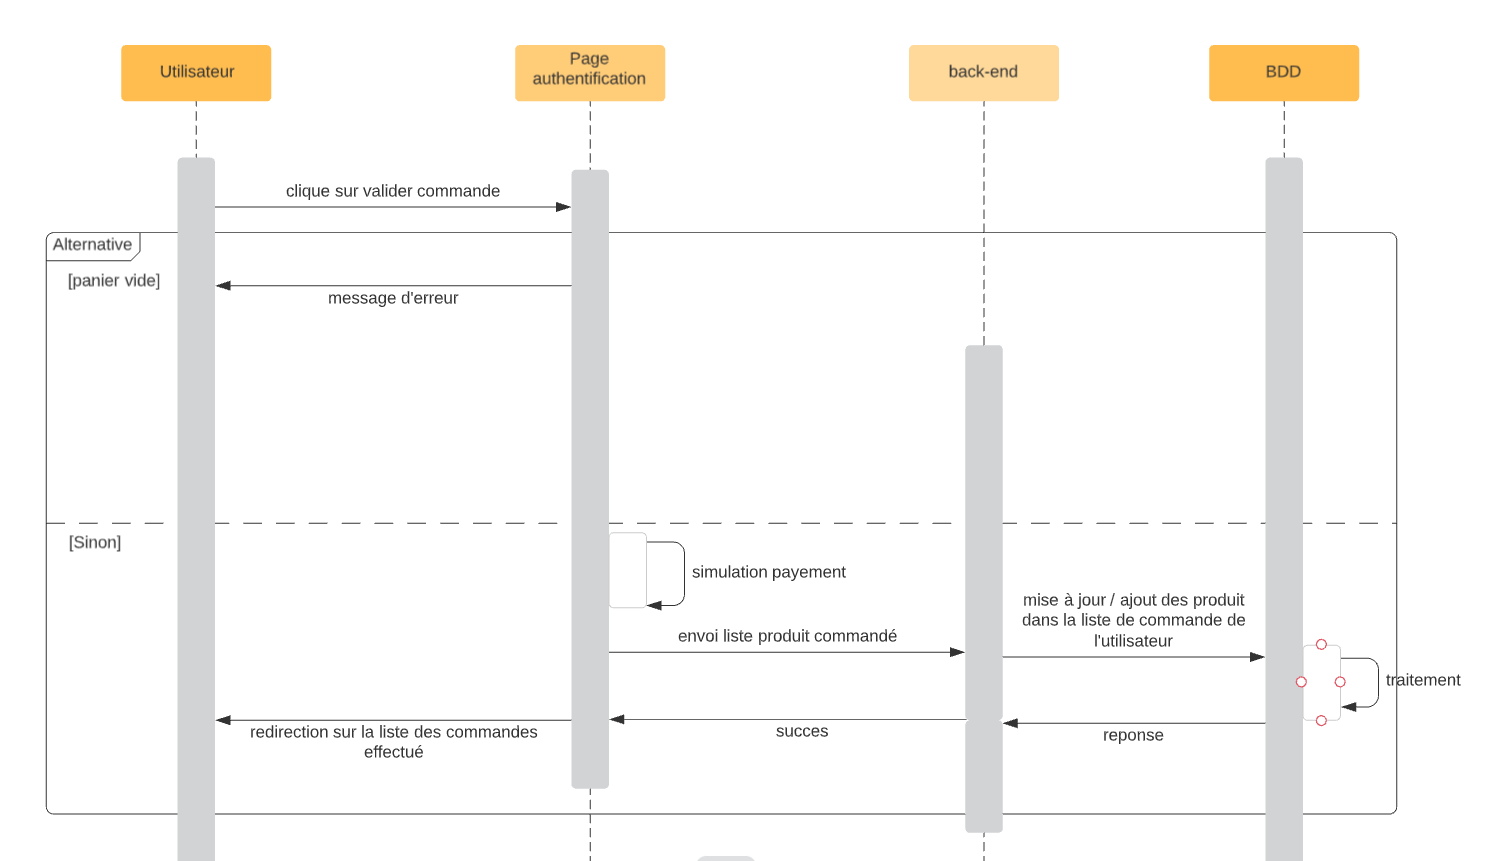 Utilisateur
Page
authentification
back-end
BDD
clique sur valider commande
Alternative
[panier vide]
message d'erreur
[Sinon]
simulation payement
mise à jour / ajout des produit
dans la liste de commande de
l'utilisateur
envoi liste produit commandé
traitement
redirection sur la liste des commandes
effectué
succes
reponse